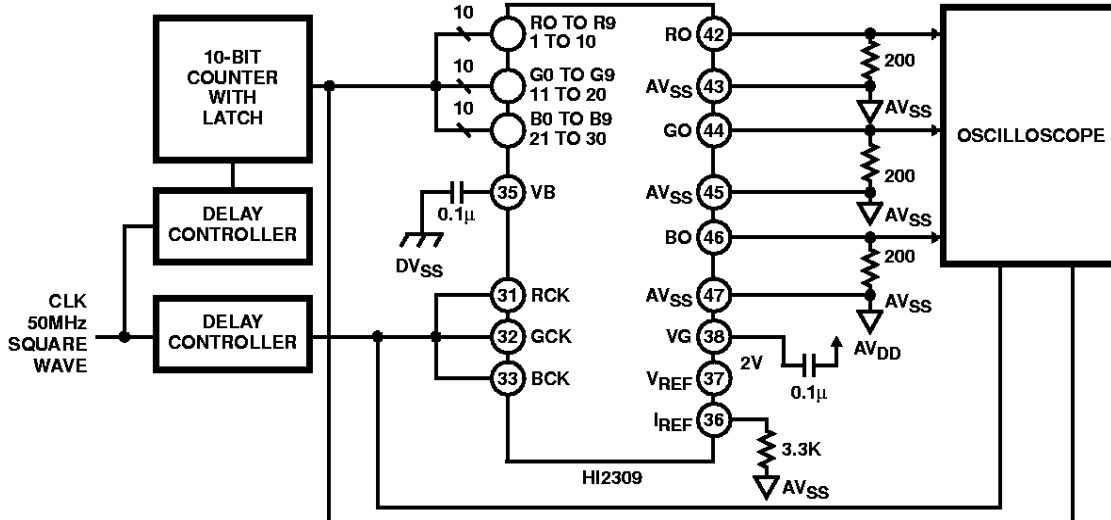 10-BIT
COUNTER
WITH
LATCH
DELAY
CONTROLLER
DELAY
CONTROLLER
CLK
50MHz
SQUARE
WAVE
10
10
10
RO TO R9
1 TO 10
G0 TO G9
11 TO 20
B0 TO B9
21 TO 30
35 VB
0.1μ
DVSS
31 RCK
32 GCK
33 BCK
RO 42
AVSS 43
GO 44
AVSS 45
BO 46
AVSS 47
VG 38
VREF 37
IREF 36
2V
0.1μ
AVDD
3.3K
AVSS
HI2309
200
AVSS
200
AVSS
200
AVSS
OSCILLOSCOPE